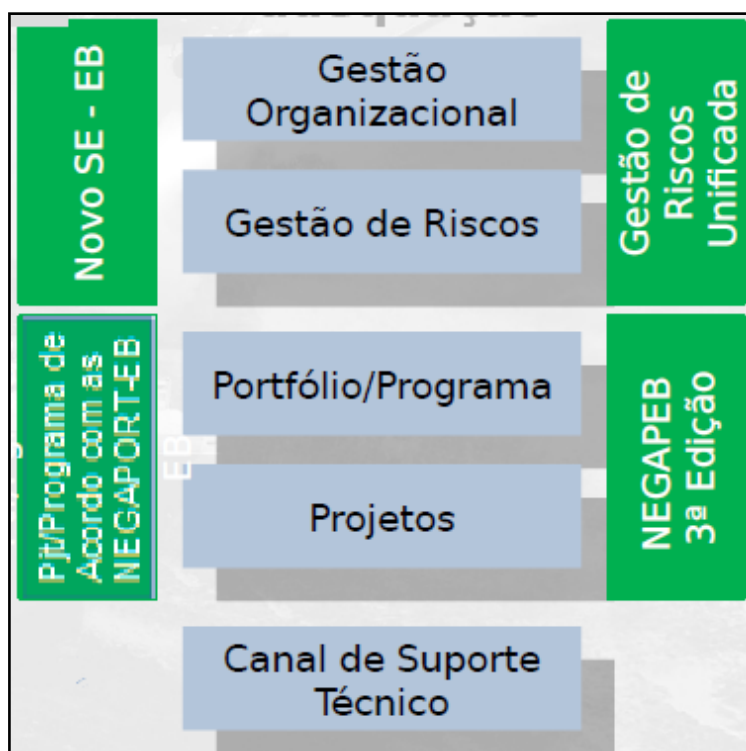 Novo SE - EB
Gestão
Organizacional
Gestão de Riscos
Gestão de
Riscos
Unificada
Pjt/Programa de
Acordo com as
NEGAPORT-EB
EB
Portfólio/Programa
Projetos
NEGAPEB
3ª Edição
Canal de Suporte
Técnico